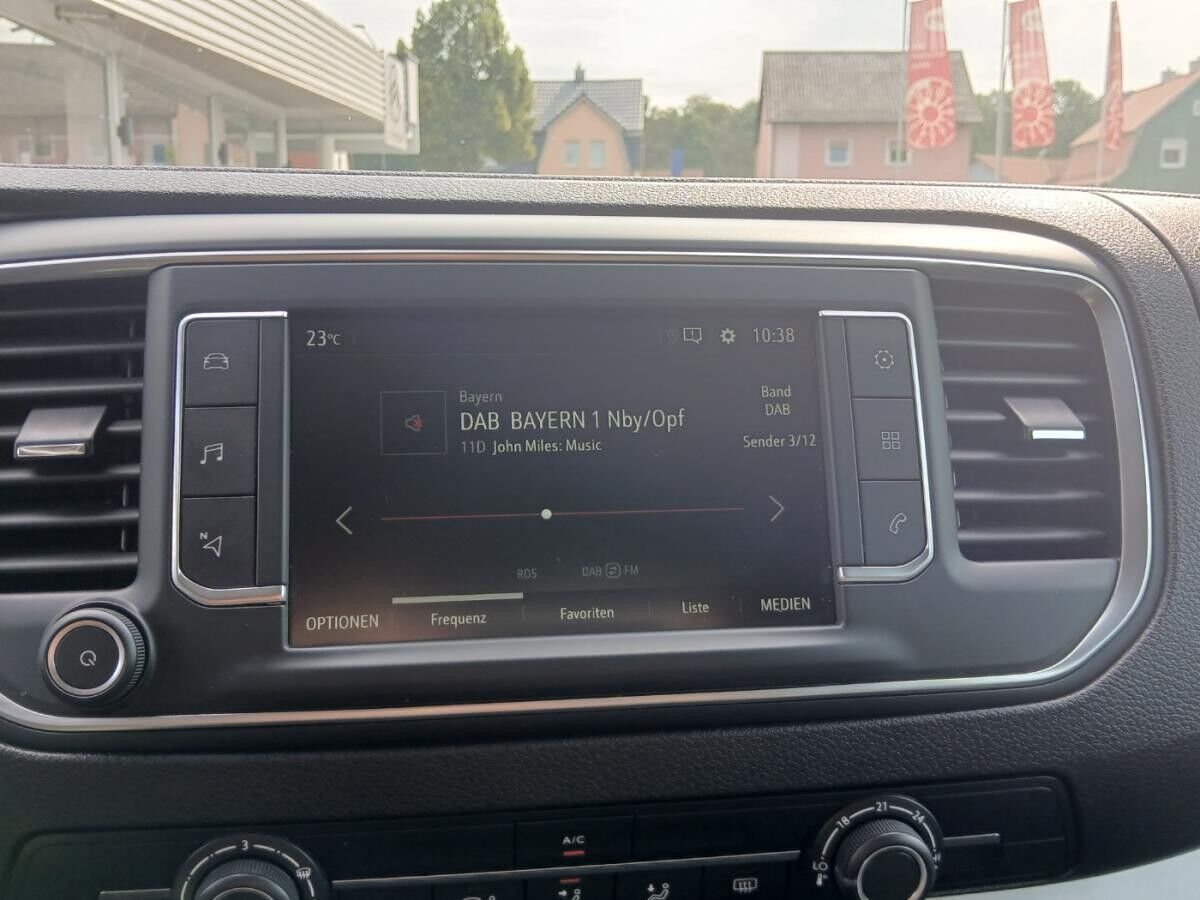 23°C
10:38
Bayern
DAB BAYERN 1 Nby/Opf
11D John Miles: Music
Band
DAB
Sender 3/12
RDS
DAB FM
OPTIONEN
Frequenz
Favoriten
Liste
MEDIEN
N
A/C
3
LO 18 21 24